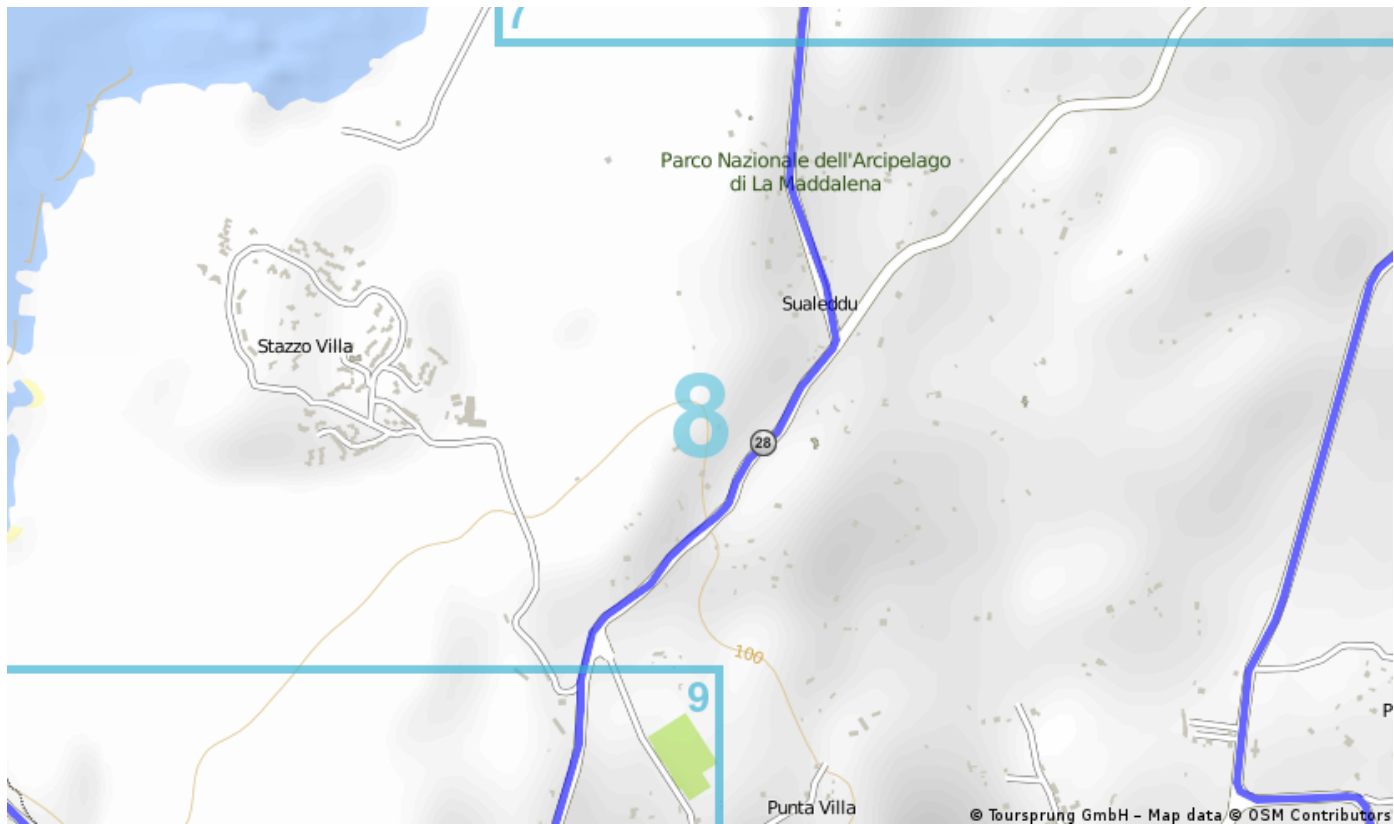 7
Parco Nazionale dell'Arcipelago
di La Maddalena
Sualeddu
Stazzo Villa
8
28
100
9
P
Punta Villa
© Toursprung GmbH – Map data © OSM Contributors